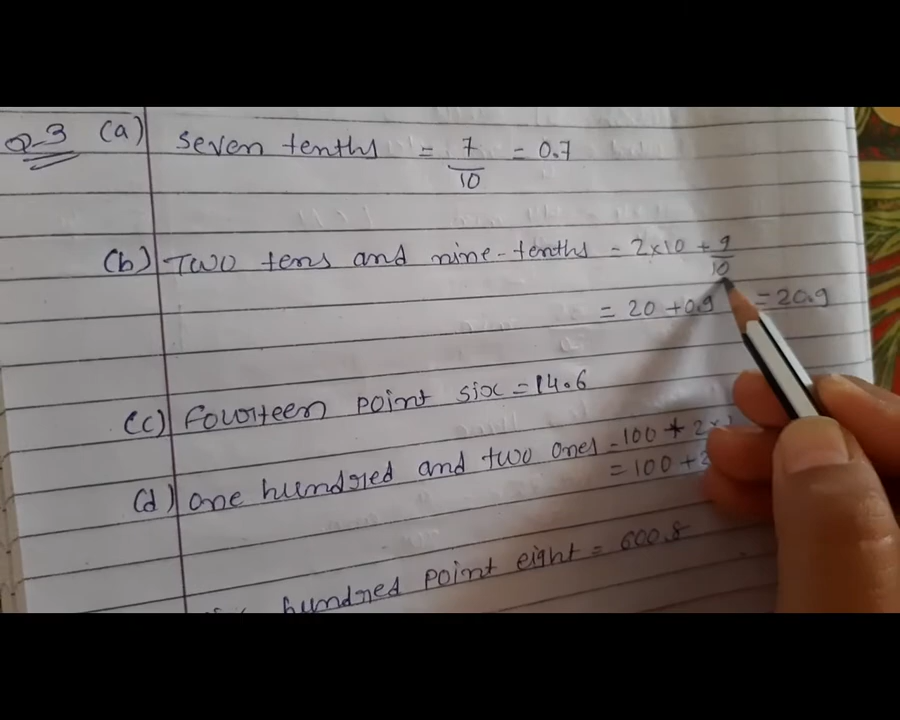 Q-3 (a) Seven tenths = 7/10 = 0.7
(b) Two tens and nine-tenths = 2×10 + 9/10
= 20 + 0.9 = 20.9
(c) Fourteen point six = 14.6
(d) one hundred and two ones = 100 + 2×
= 100 + 2
hundred point eight = 600.8